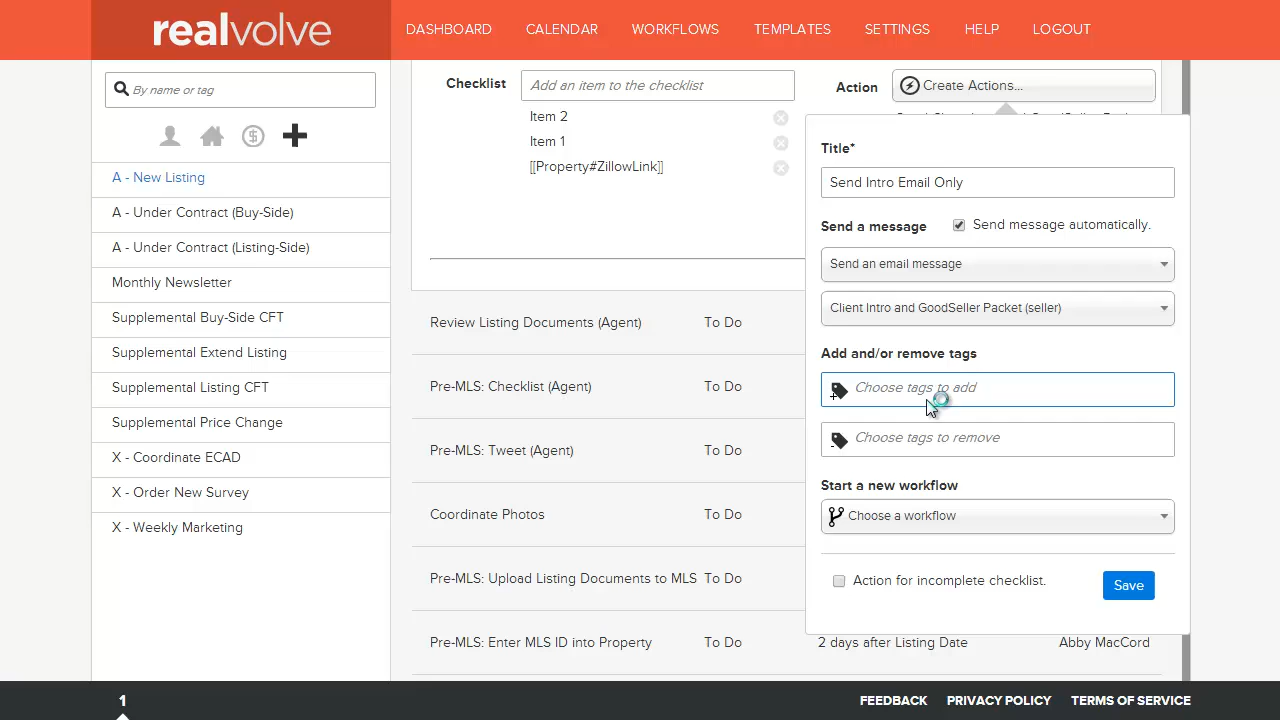 realvolve
DASHBOARD CALENDAR WORKFLOWS TEMPLATES SETTINGS HELP LOGOUT
By name or tag
A - New Listing
A - Under Contract (Buy-Side)
A - Under Contract (Listing-Side)
Monthly Newsletter
Supplemental Buy-Side CFT
Supplemental Extend Listing
Supplemental Listing CFT
Supplemental Price Change
X - Coordinate ECAD
X - Order New Survey
X - Weekly Marketing
Checklist Add an item to the checklist
Item 2
Item 1
[[Property#ZillowLink]]
Action Create Actions...
Title*
Send Intro Email Only
Send a message Send message automatically.
Send an email message
Client Intro and GoodSeller Packet (seller)
Add and/or remove tags
Choose tags to add
Choose tags to remove
Start a new workflow
Choose a workflow
Action for incomplete checklist. Save
Review Listing Documents (Agent) To Do
Pre-MLS: Checklist (Agent) To Do
Pre-MLS: Tweet (Agent) To Do
Coordinate Photos To Do
Pre-MLS: Upload Listing Documents to MLS To Do
Pre-MLS: Enter MLS ID into Property To Do 2 days after Listing Date Abby MacCord
1 FEEDBACK PRIVACY POLICY TERMS OF SERVICE